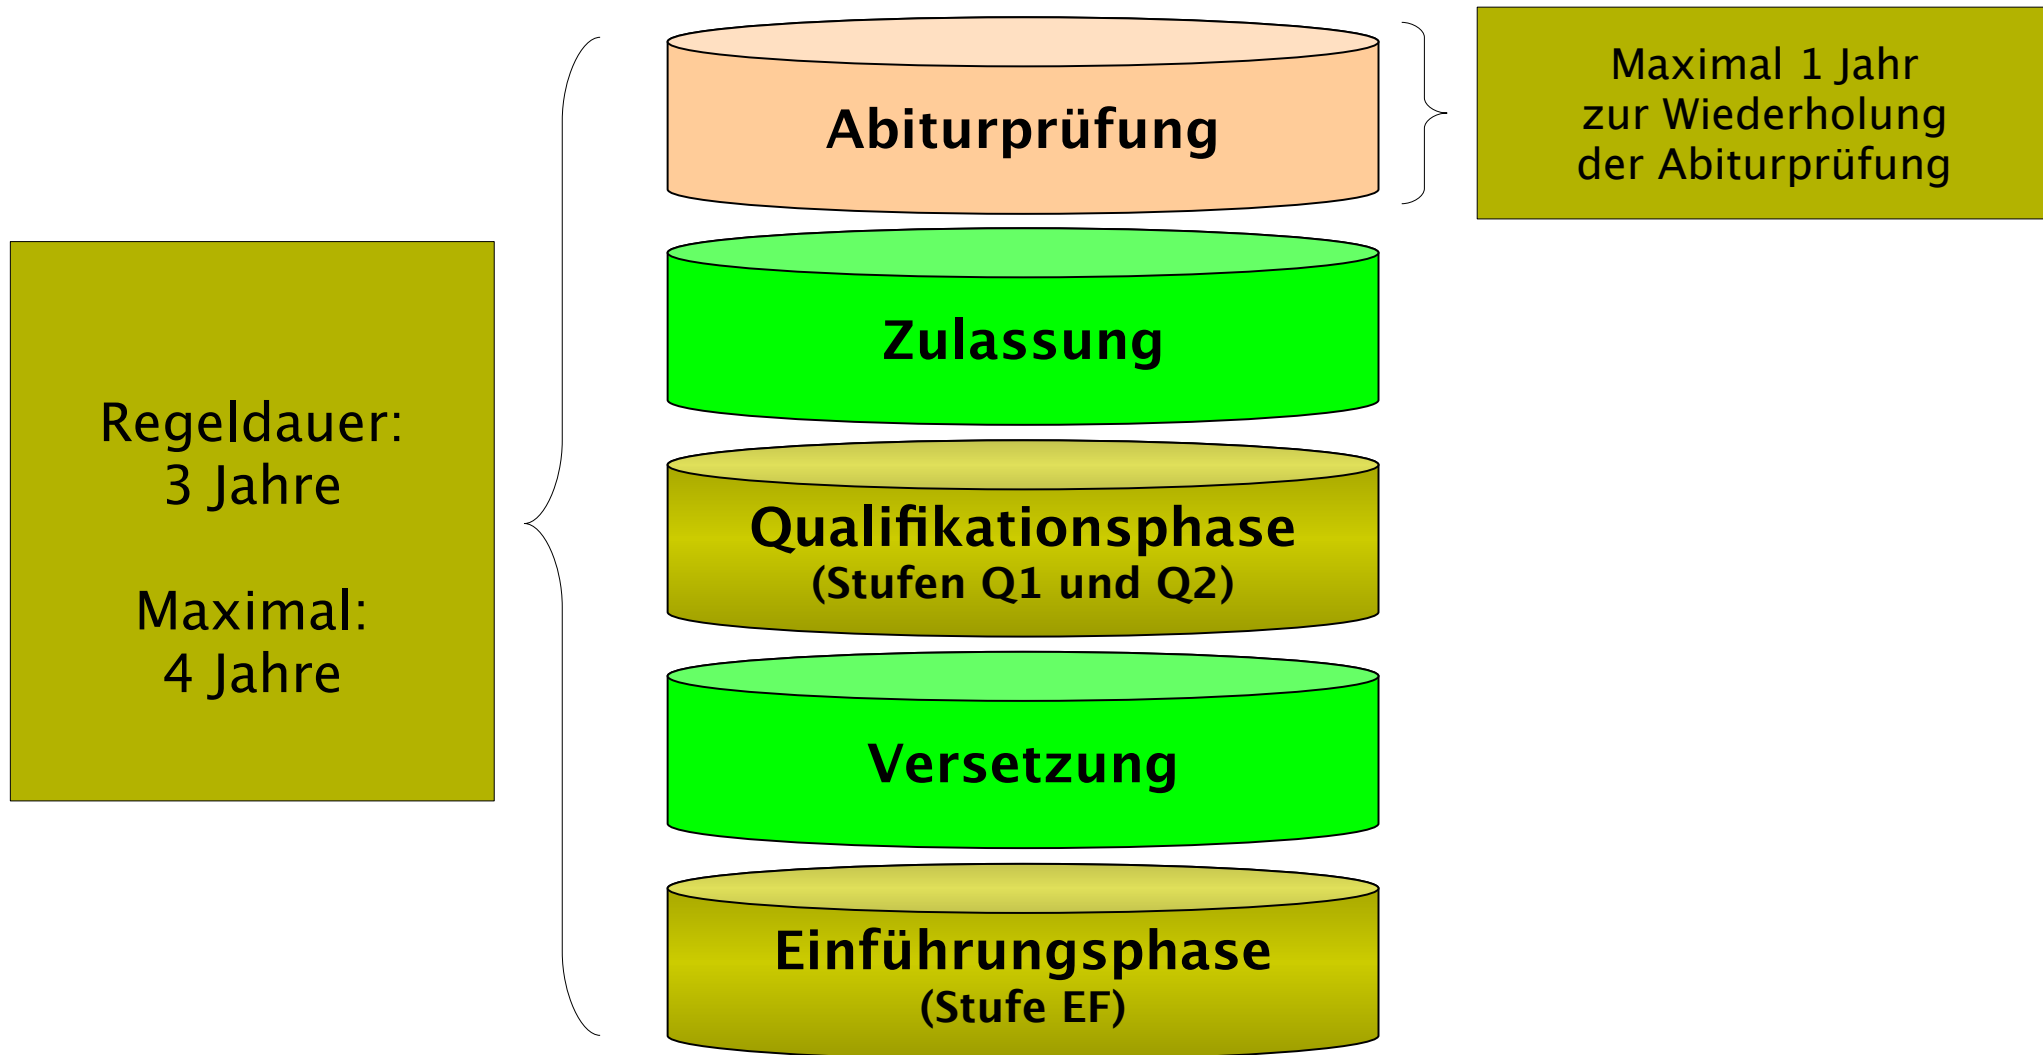 Abiturprüfung
Maximal 1 Jahr
zur Wiederholung
der Abiturprüfung
Zulassung
Regeldauer:
3 Jahre
Maximal:
4 Jahre
Qualifikationsphase
(Stufen Q1 und Q2)
Versetzung
Einführungsphase
(Stufe EF)